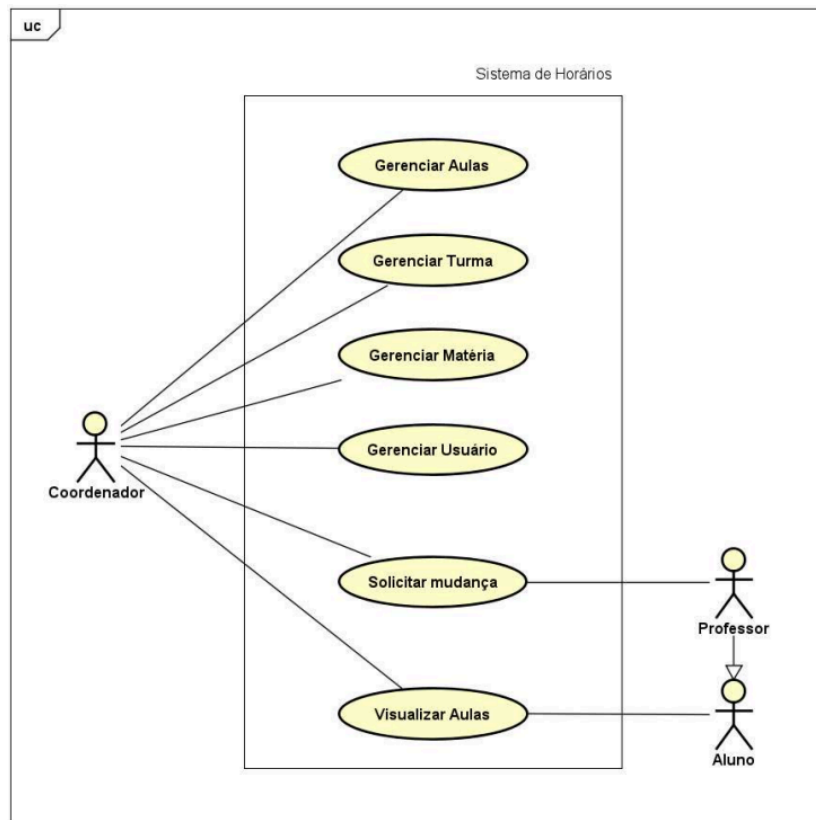 uc
Sistema de Horários
Gerenciar Aulas
Gerenciar Turma
Gerenciar Matéria
Gerenciar Usuário
Coordenador
Solicitar mudança
Professor
Visualizar Aulas
Aluno